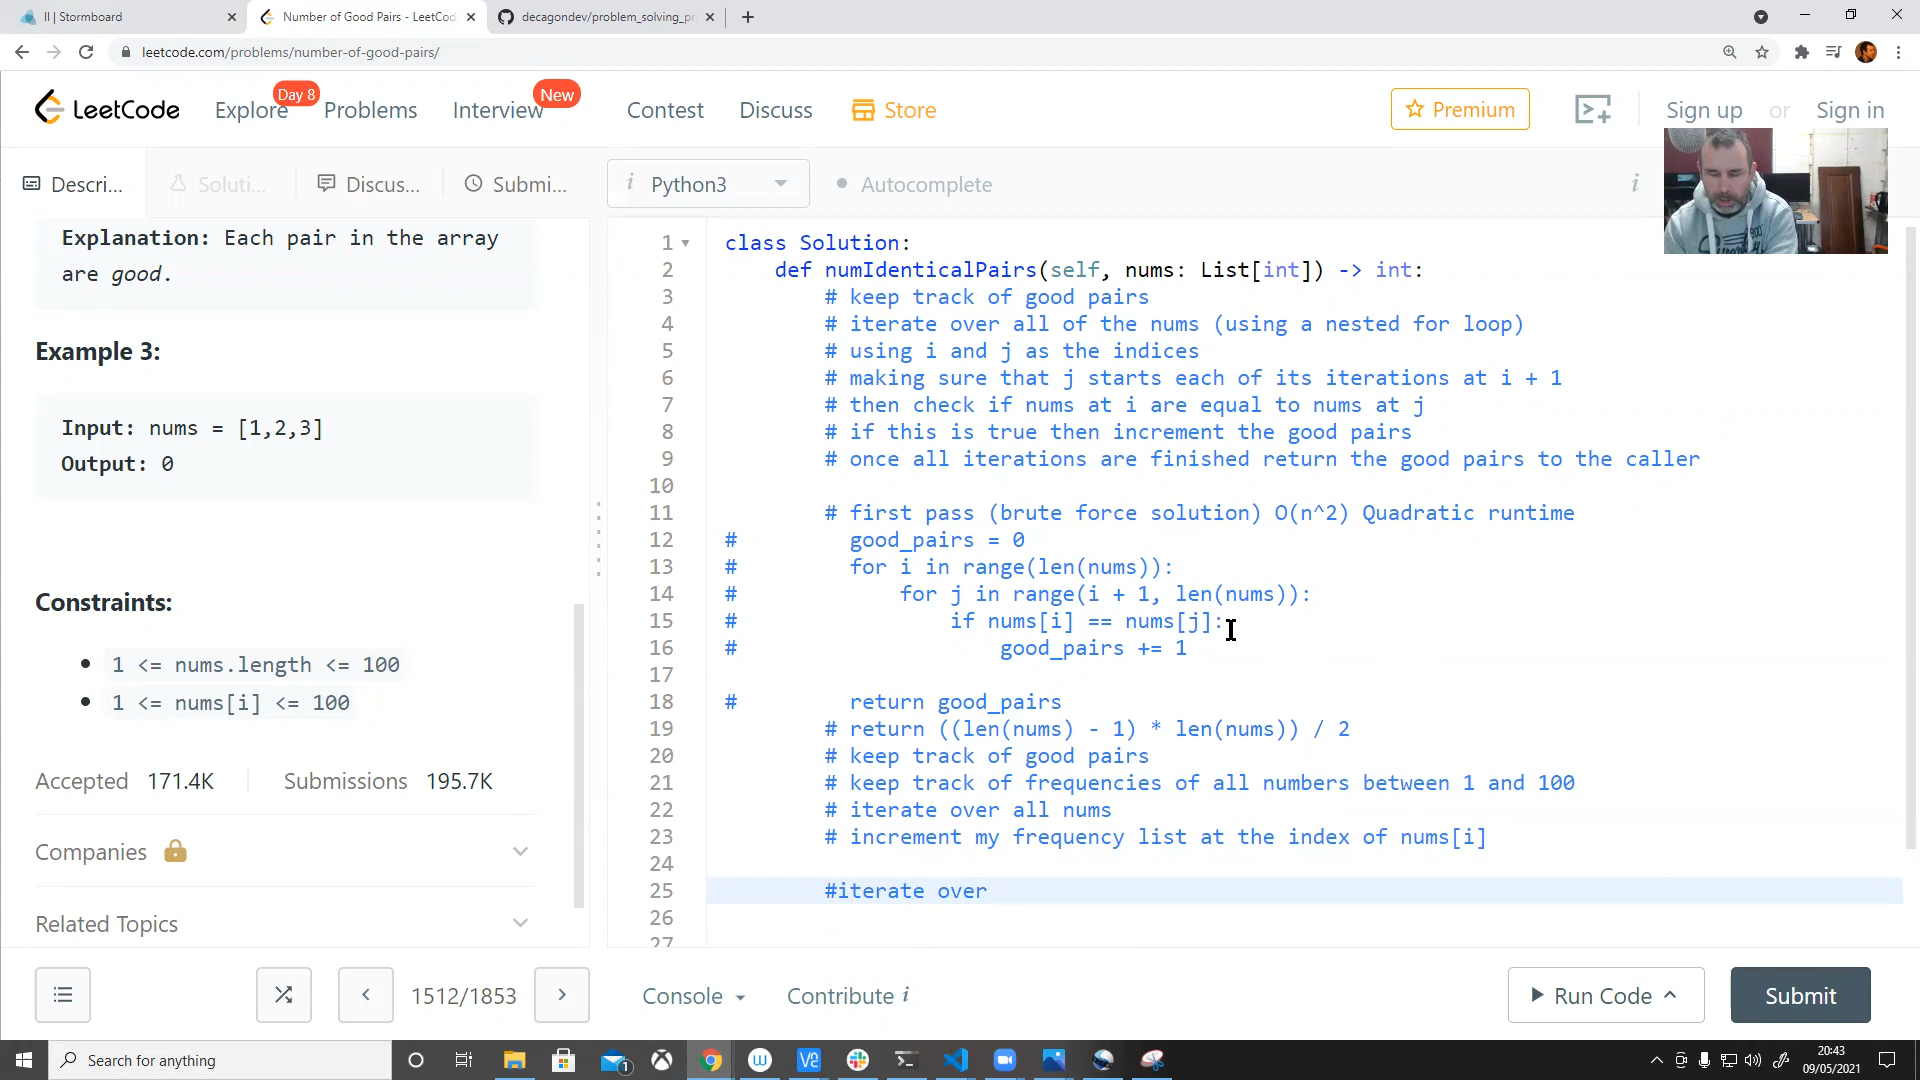 ll | Stormboard
Number of Good Pairs - LeetCod
decagondev/problem_solving_pr
leetcode.com/problems/number-of-good-pairs/
LeetCode
Explore
Day 8
Problems
Interview
New
Contest
Discuss
Store
Premium
Sign up or Sign in
Descri...
Soluti...
Discus...
Submi...
i Python3
Autocomplete
i
Explanation: Each pair in the array
are good.
Example 3:
Input: nums = [1,2,3]
Output: 0
Constraints:
1 <= nums.length <= 100
1 <= nums[i] <= 100
Accepted 171.4K
Submissions 195.7K
Companies
Related Topics
1 class Solution:
2 def numIdenticalPairs(self, nums: List[int]) -> int:
3 # keep track of good pairs
4 # iterate over all of the nums (using a nested for loop)
5 # using i and j as the indices
6 # making sure that j starts each of its iterations at i + 1
7 # then check if nums at i are equal to nums at j
8 # if this is true then increment the good pairs
9 # once all iterations are finished return the good pairs to the caller
10
11 # first pass (brute force solution) O(n^2) Quadratic runtime
12 # good_pairs = 0
13 # for i in range(len(nums)):
14 # for j in range(i + 1, len(nums)):
15 # if nums[i] == nums[j]:
16 # good_pairs += 1
17
18 # return good_pairs
19 # return ((len(nums) - 1) * len(nums)) / 2
20 # keep track of good pairs
21 # keep track of frequencies of all numbers between 1 and 100
22 # iterate over all nums
23 # increment my frequency list at the index of nums[i]
24
25 #iterate over
26
27
1512/1853
Console
Contribute i
Run Code
Submit
Search for anything
1
20:43
09/05/2021